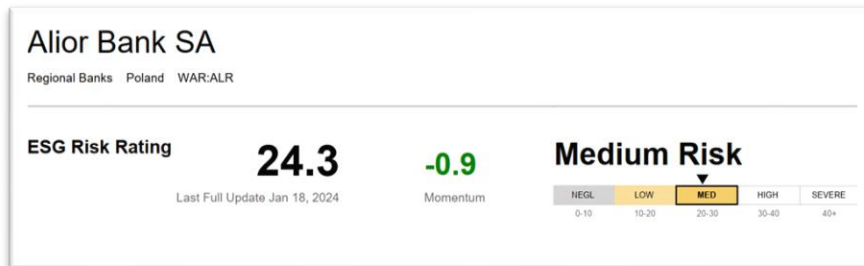 Alior Bank SA
Regional Banks Poland WAR:ALR
ESG Risk Rating
24.3
Last Full Update Jan 18, 2024
-0.9
Momentum
Medium Risk
NEGL LOW MED HIGH SEVERE
0-10 10-20 20-30 30-40 40+